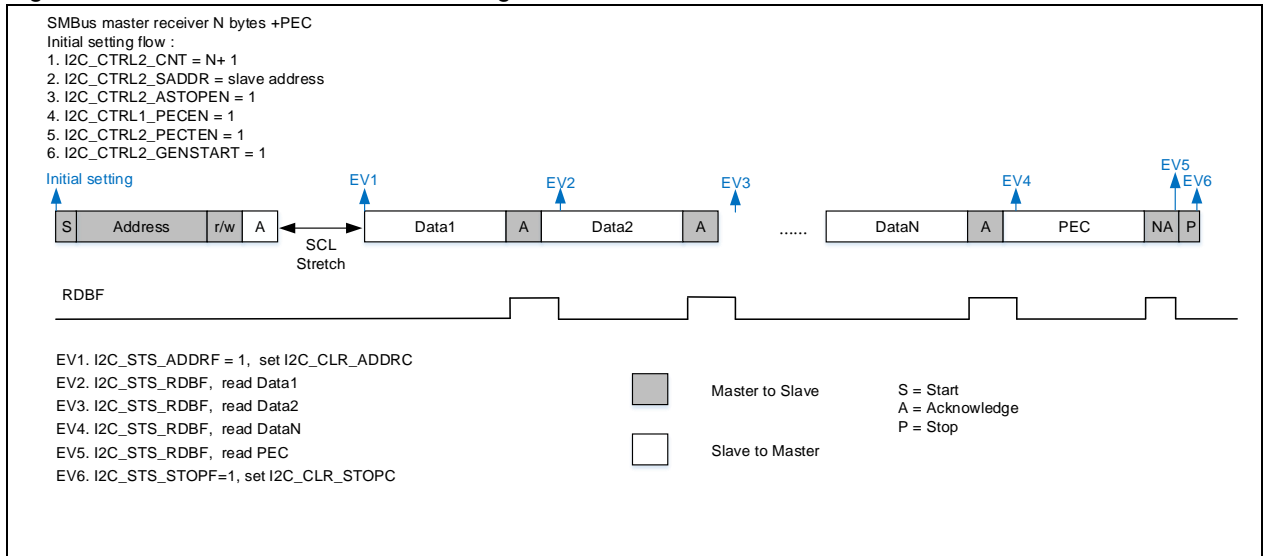 SMBus master receiver N bytes +PEC
Initial setting flow :
1. I2C_CTRL2_CNT = N+ 1
2. I2C_CTRL2_SADDR = slave address
3. I2C_CTRL2_ASTOPEN = 1
4. I2C_CTRL1_PECEN = 1
5. I2C_CTRL2_PECTEN = 1
6. I2C_CTRL2_GENSTART = 1
Initial setting EV1 EV2 EV3 EV4 EV5 EV6
S Address r/w A Data1 A Data2 A ...... DataN A PEC NA P
SCL
Stretch
RDBF
EV1. I2C_STS_ADDRF = 1, set I2C_CLR_ADDRC
EV2. I2C_STS_RDBF, read Data1
EV3. I2C_STS_RDBF, read Data2
EV4. I2C_STS_RDBF, read DataN
EV5. I2C_STS_RDBF, read PEC
EV6. I2C_STS_STOPF=1, set I2C_CLR_STOPC
Master to Slave
Slave to Master
S = Start
A = Acknowledge
P = Stop